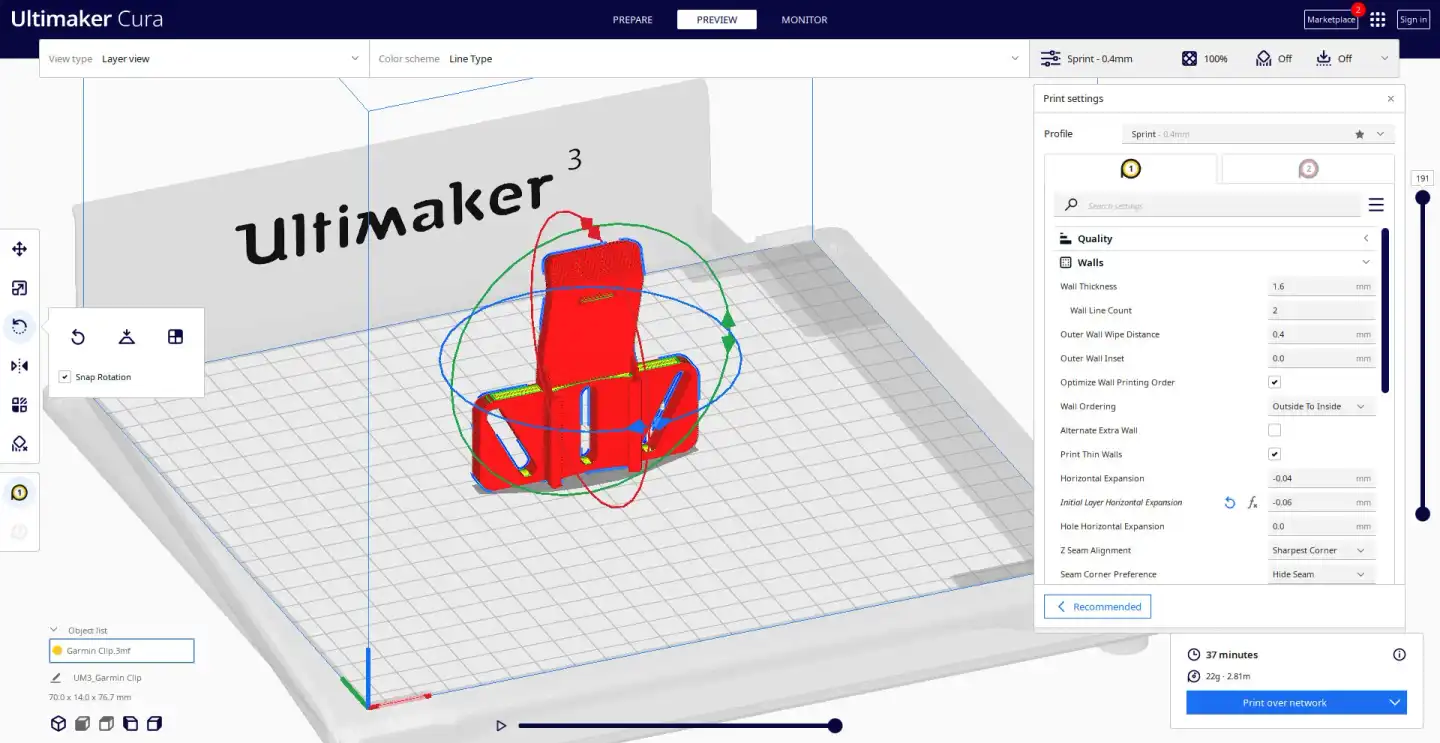 Ultimaker Cura
PREPARE
PREVIEW
MONITOR
Marketplace
2
Sign in
View type Layer view
Color scheme Line Type
Sprint - 0.4mm
100%
Off
Off
Ultimaker 3
Snap Rotation
1
Print settings
Profile Sprint - 0.4mm
1
2
Search settings
Quality
Walls
Wall Thickness 1.6 mm
Wall Line Count 2
Outer Wall Wipe Distance 0.4 mm
Outer Wall Inset 0.0 mm
Optimize Wall Printing Order
Wall Ordering Outside To Inside
Alternate Extra Wall
Print Thin Walls
Horizontal Expansion -0.04 mm
Initial Layer Horizontal Expansion fx -0.06 mm
Hole Horizontal Expansion 0.0 mm
Z Seam Alignment Sharpest Corner
Seam Corner Preference Hide Seam
Recommended
191
Object list
Garmin Clip.3mf
UM3_Garmin Clip
70.0 x 14.0 x 76.7 mm
37 minutes
22g · 2.81m
Print over network